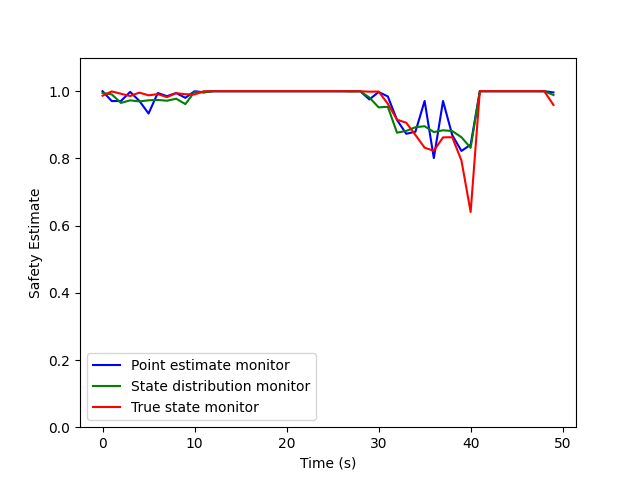 1.0
0.8
0.6
0.4
0.2
0.0
Safety Estimate
Point estimate monitor
State distribution monitor
True state monitor
0 10 20 30 40 50
Time (s)